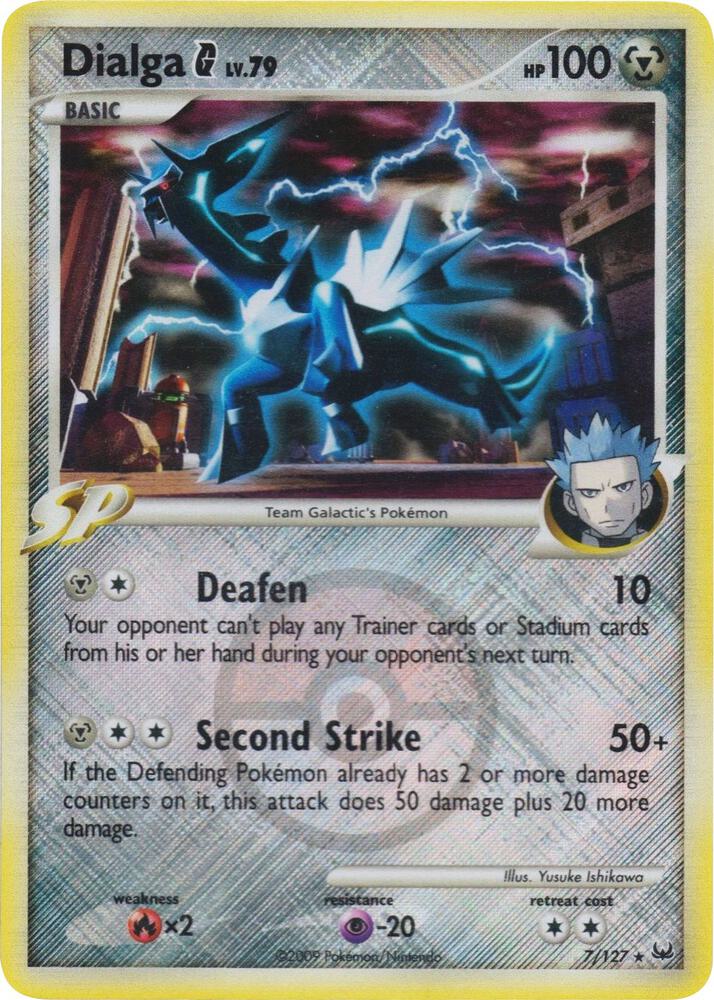 Dialga G LV.79 HP 100
BASIC
SP
Team Galactic's Pokémon
Deafen 10
Your opponent can't play any Trainer cards or Stadium cards
from his or her hand during your opponent's next turn.
Second Strike 50+
If the Defending Pokémon already has 2 or more damage
counters on it, this attack does 50 damage plus 20 more
damage.
Illus. Yusuke Ishikawa
weakness resistance retreat cost
×2 -20
©2009 Pokémon/Nintendo 7/127